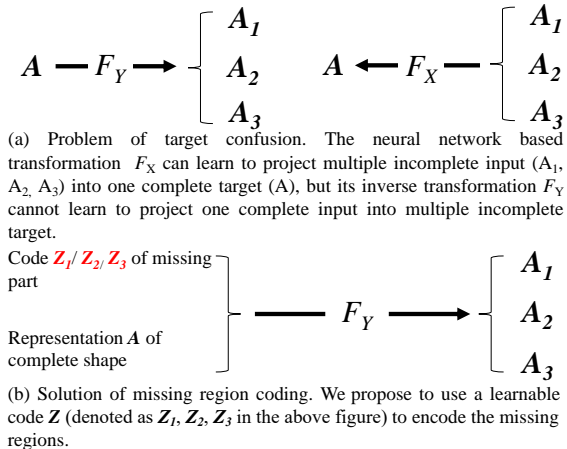 A F_Y A_1 A_2 A_3 A F_X A_1 A_2 A_3
(a) Problem of target confusion. The neural network based
transformation F_X can learn to project multiple incomplete input (A_1,
A_2, A_3) into one complete target (A), but its inverse transformation F_Y
cannot learn to project one complete input into multiple incomplete
target.
Code Z_1/ Z_2/ Z_3 of missing
part
Representation A of
complete shape
F_Y
A_1
A_2
A_3
(b) Solution of missing region coding. We propose to use a learnable
code Z (denoted as Z_1, Z_2, Z_3 in the above figure) to encode the missing
regions.